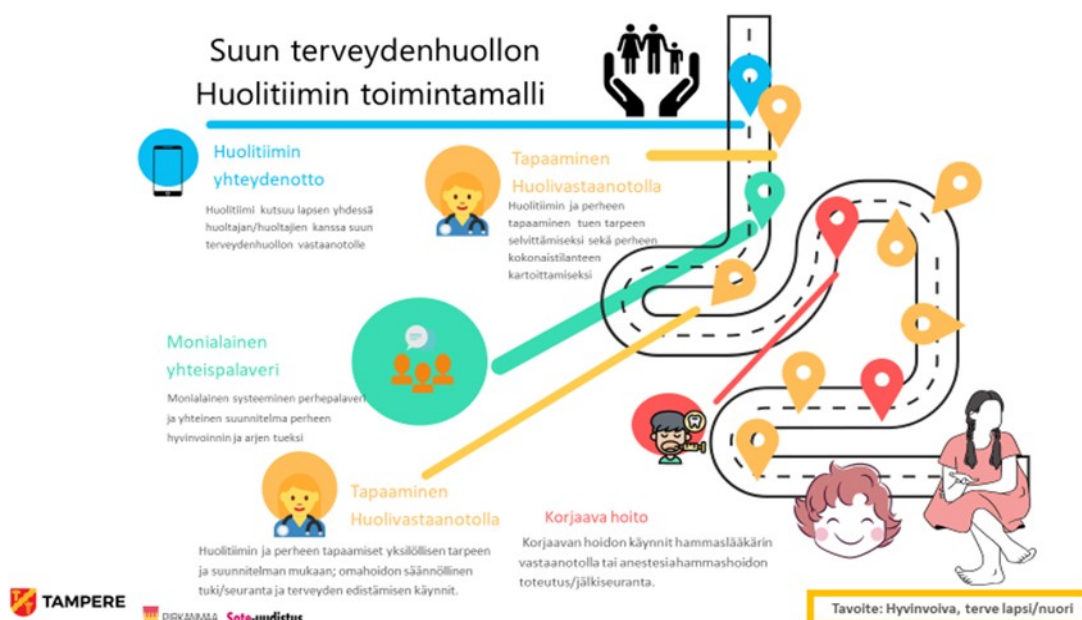 Suun terveydenhuollon
Huolitiimin toimintamalli
Huolitiimin
yhteydenotto
Huolitiimi kutsuu lapsen yhdessä
huoltajan/huoltajien kanssa suun
terveydenhuollon vastaanotolle
Tapaaminen
Huolivastaanotolla
Huolitiimin ja perheen
tapaaminen tuen tarpeen
selvittämiseksi sekä perheen
kokonaistilanteen
kartoittamiseksi
Monialainen
yhteispalaveri
Monialainen systeeminen perhepalaveri
ja yhteinen suunnitelma perheen
hyvinvoinnin ja arjen tueksi
Tapaaminen
Huolivastaanotolla
Huolitiimin ja perheen tapaamiset yksilöllisen tarpeen
ja suunnitelman mukaan; omahoidon säännöllinen
tuki/seuranta ja terveyden edistämisen käynnit.
Korjaava hoito
Korjaavan hoidon käynnit hammaslääkärin
vastaanotolla tai anestesiahammashoidon
toteutus/jälkiseuranta.
TAMPERE
PIRKANMAA Sote-uudistus
Tavoite: Hyvinvoiva, terve lapsi/nuori